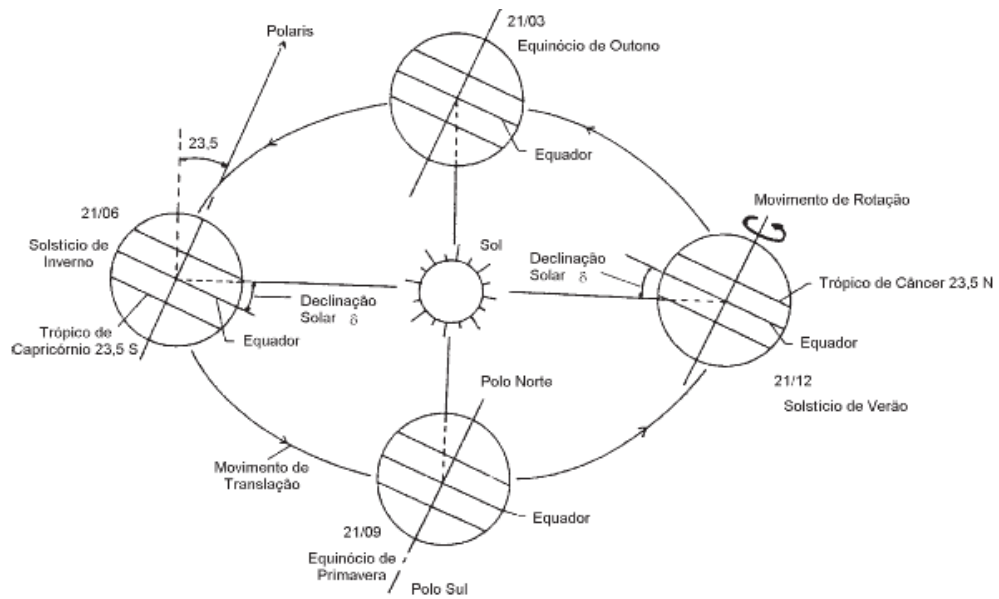 21/03
Equinócio de Outono
Polaris
23,5
Equador
Movimento de Rotação
21/06
Solstício de
Inverno
Sol
Declinação
Solar δ
Trópico de Câncer 23,5 N
Declinação
Solar δ
Trópico de
Capricórnio 23,5 S
Equador
Equador
21/12
Solstício de Verão
Polo Norte
Movimento de
Translação
Equador
21/09
Equinócio de
Primavera
Polo Sul